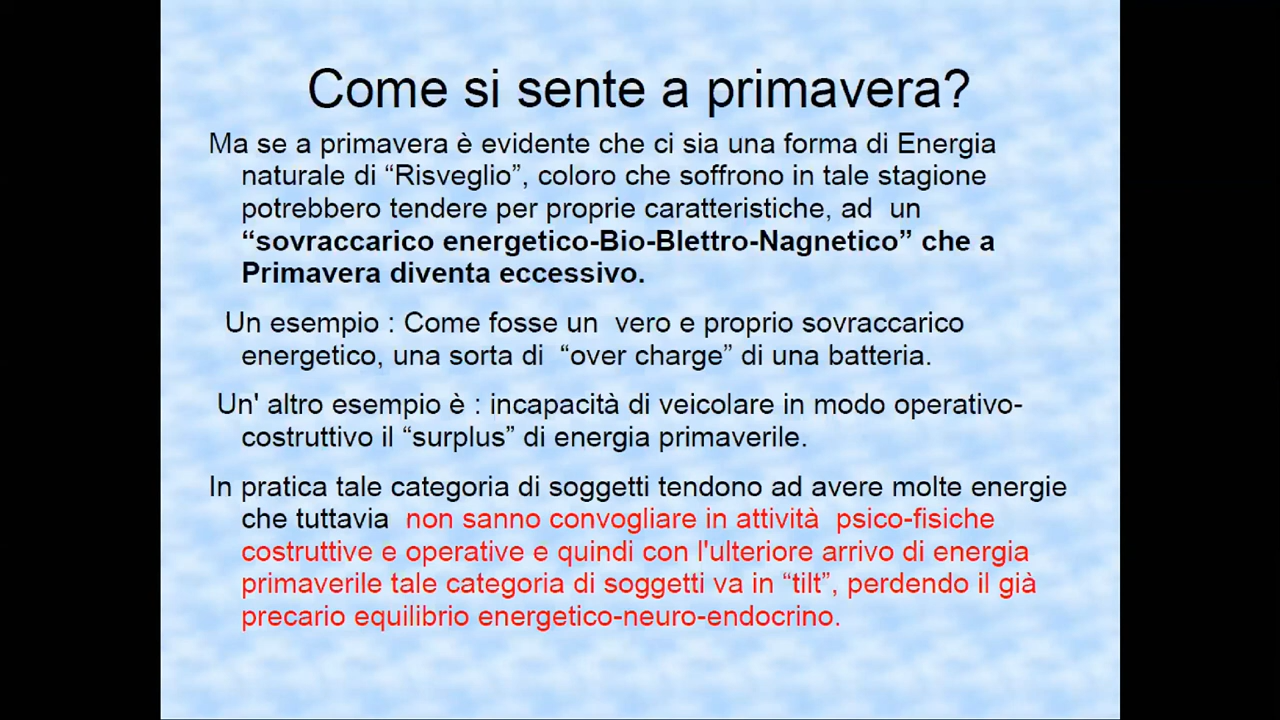 Come si sente a primavera?
Ma se a primavera è evidente che ci sia una forma di Energia
naturale di “Risveglio”, coloro che soffrono in tale stagione
potrebbero tendere per proprie caratteristiche, ad un
“sovraccarico energetico-Bio-Blettro-Nagnetico” che a
Primavera diventa eccessivo.
Un esempio : Come fosse un vero e proprio sovraccarico
energetico, una sorta di “over charge” di una batteria.
Un' altro esempio è : incapacità di veicolare in modo operativo-
costruttivo il “surplus” di energia primaverile.
In pratica tale categoria di soggetti tendono ad avere molte energie
che tuttavia non sanno convogliare in attività psico-fisiche
costruttive e operative e quindi con l'ulteriore arrivo di energia
primaverile tale categoria di soggetti va in “tilt”, perdendo il già
precario equilibrio energetico-neuro-endocrino.